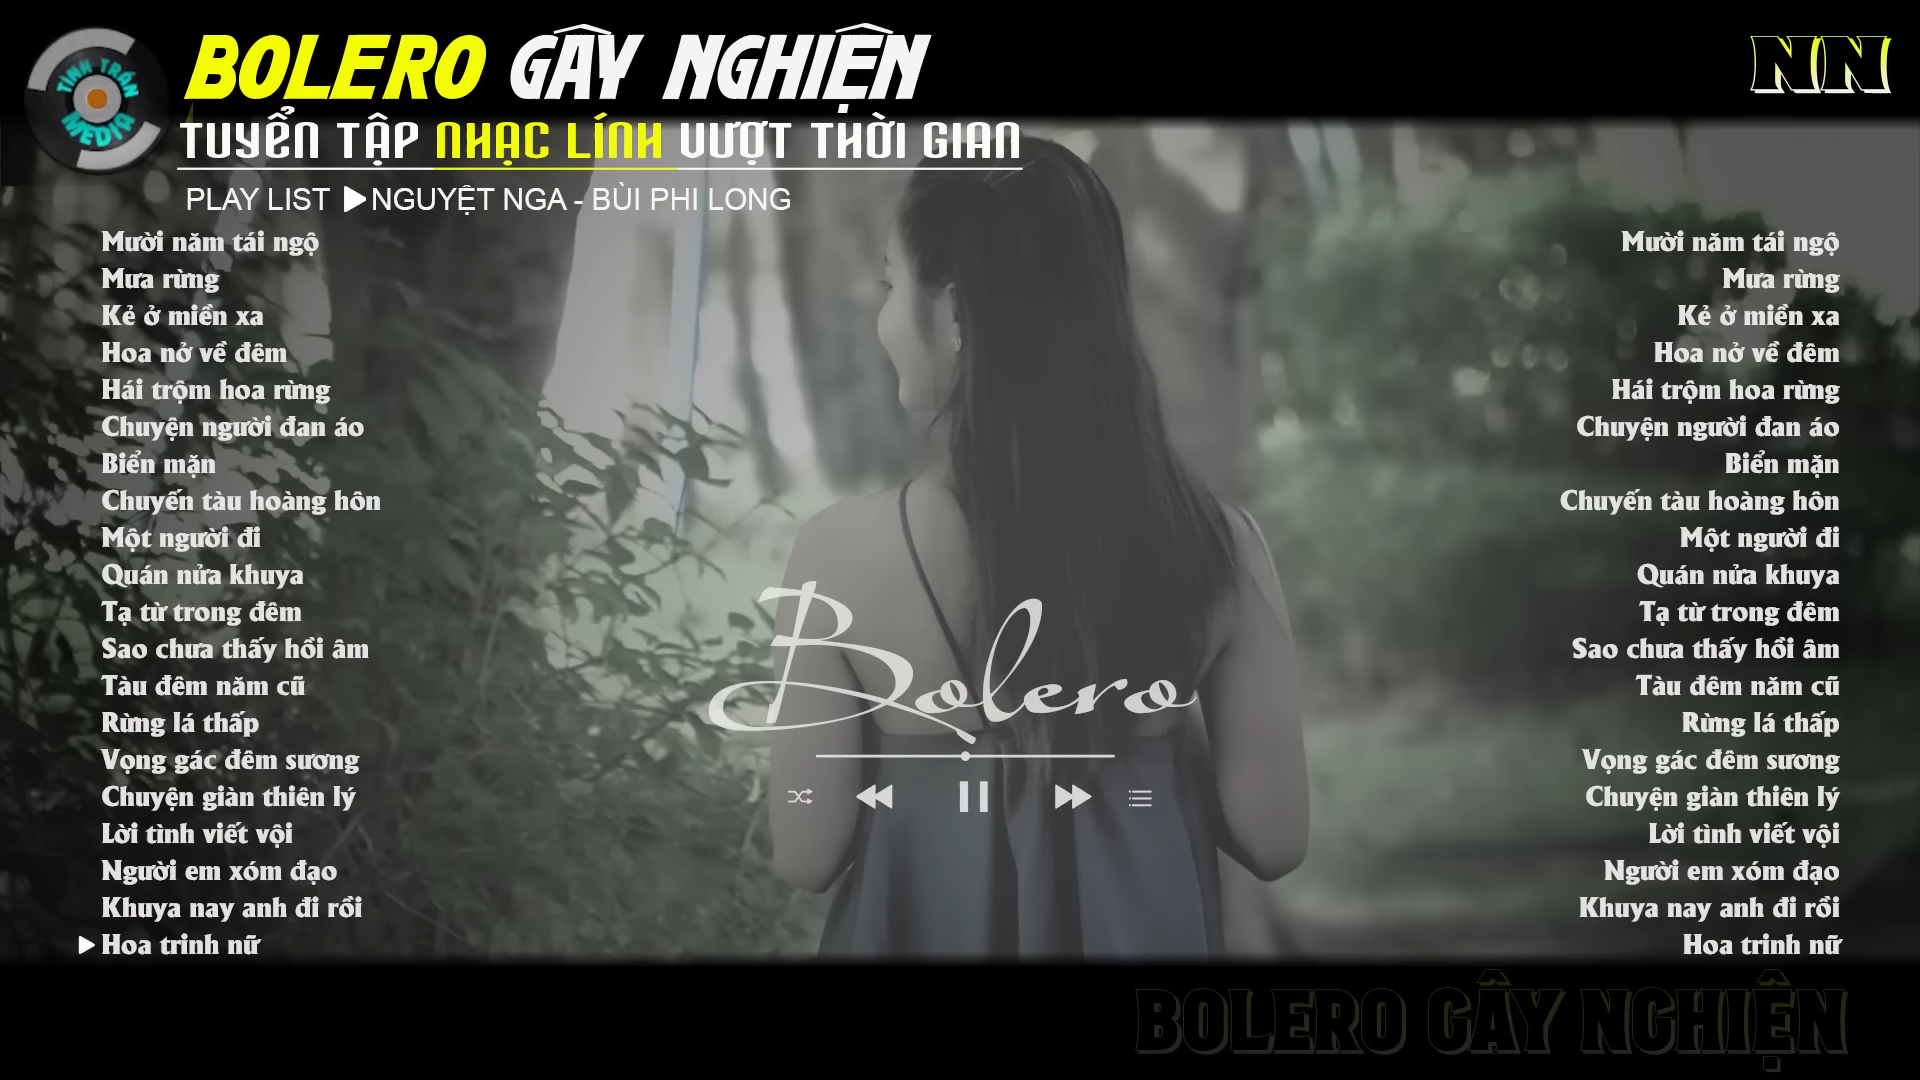 TÌNH TRẦN
MEDIA
BOLERO GÂY NGHIỆN
NN
TUYỂN TẬP NHẠC LÍNH VƯỢT THỜI GIAN
PLAY LIST NGUYỆT NGA - BÙI PHI LONG
Mười năm tái ngộ
Mưa rừng
Kẻ ở miền xa
Hoa nở về đêm
Hái trộm hoa rừng
Chuyện người đan áo
Biển mặn
Chuyến tàu hoàng hôn
Một người đi
Quán nửa khuya
Tạ từ trong đêm
Sao chưa thấy hồi âm
Tàu đêm năm cũ
Rừng lá thấp
Vọng gác đêm sương
Chuyện giàn thiên lý
Lời tình viết vội
Người em xóm đạo
Khuya nay anh đi rồi
Hoa trinh nữ
Bolero
Mười năm tái ngộ
Mưa rừng
Kẻ ở miền xa
Hoa nở về đêm
Hái trộm hoa rừng
Chuyện người đan áo
Biển mặn
Chuyến tàu hoàng hôn
Một người đi
Quán nửa khuya
Tạ từ trong đêm
Sao chưa thấy hồi âm
Tàu đêm năm cũ
Rừng lá thấp
Vọng gác đêm sương
Chuyện giàn thiên lý
Lời tình viết vội
Người em xóm đạo
Khuya nay anh đi rồi
Hoa trinh nữ
BOLERO GÂY NGHIỆN